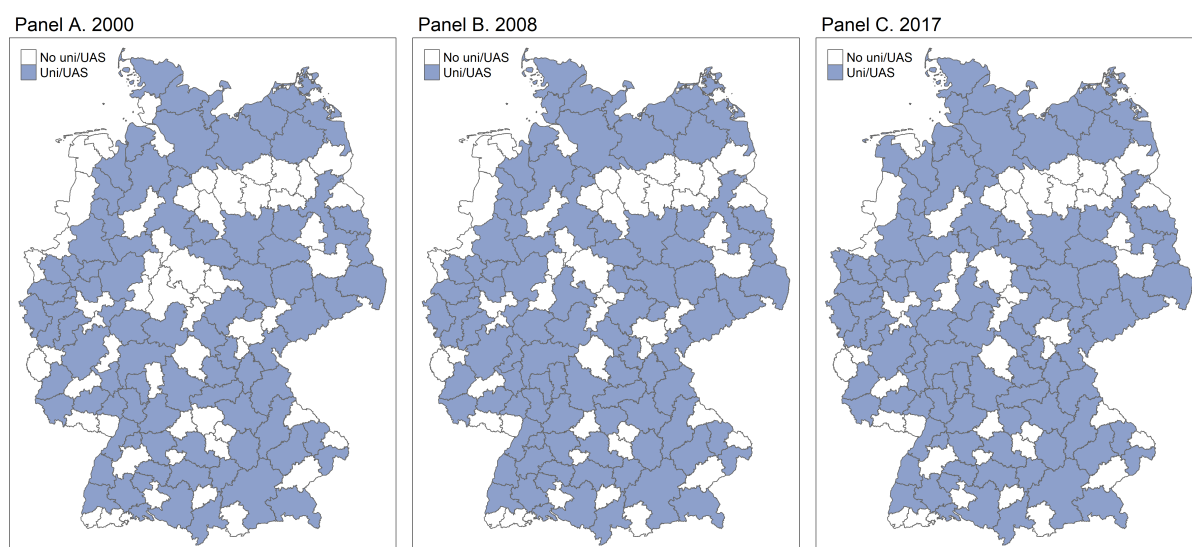 Panel A. 2000
No uni/UAS
Uni/UAS
Panel B. 2008
No uni/UAS
Uni/UAS
Panel C. 2017
No uni/UAS
Uni/UAS